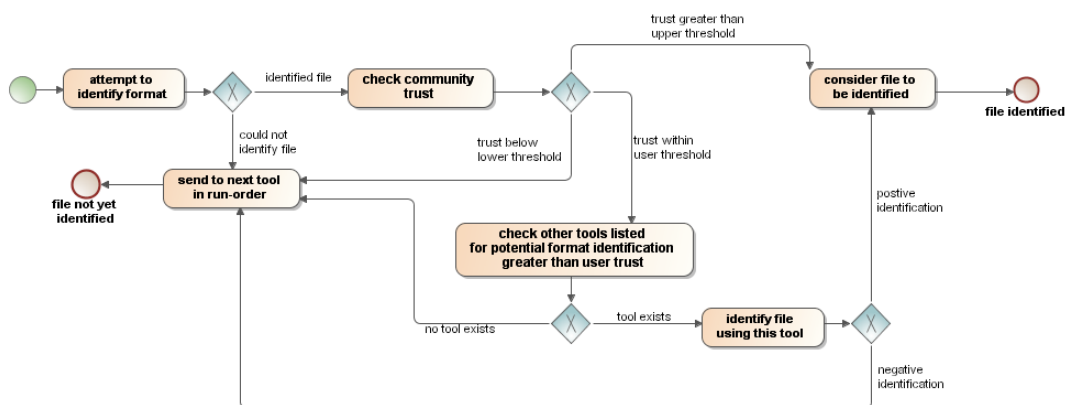 trust greater than
upper threshold
attempt to
identify format
identified file
check community
trust
consider file to
be identified
file identified
could not
identify file
trust below
lower threshold
trust within
user threshold
send to next tool
in run-order
file not yet
identified
postive
identification
check other tools listed
for potential format identification
greater than user trust
no tool exists
tool exists
identify file
using this tool
negative
identification